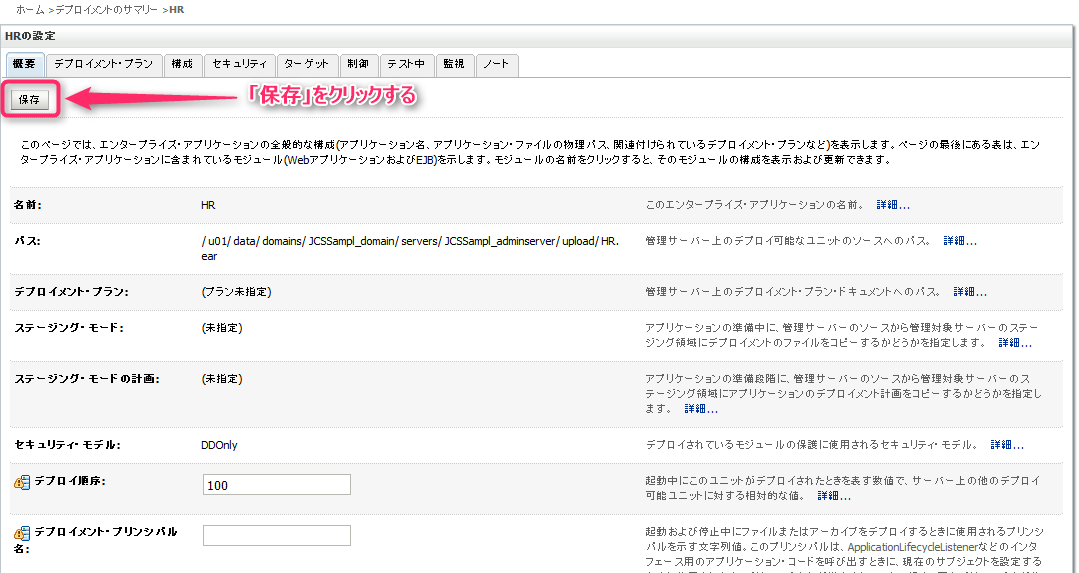 ホーム >デプロイメントのサマリー >HR
HRの設定
概要 デプロイメント・プラン 構成 セキュリティ ターゲット 制御 テスト中 監視 ノート
保存 「保存」をクリックする
このページでは、エンタープライズ・アプリケーションの全般的な構成(アプリケーション名、アプリケーション・ファイルの物理パス、関連付けられているデプロイメント・プランなど)を表示します。ページの最後にある表は、エン
タープライズ・アプリケーションに含まれているモジュール(WebアプリケーションおよびEJB)を示します。モジュールの名前をクリックすると、そのモジュールの構成を表示および更新できます。
名前: HR このエンタープライズ・アプリケーションの名前。 詳細...
パス: /u01/data/domains/JCSSampl_domain/servers/JCSSampl_adminserver/upload/HR. 管理サーバー上のデプロイ可能なユニットのソースへのパス。 詳細...
ear
デプロイメント・プラン: (プラン未指定) 管理サーバー上のデプロイメント・プラン・ドキュメントへのパス。 詳細...
ステージング・モード: (未指定) アプリケーションの準備中に、管理サーバーのソースから管理対象サーバーのステー
ジング領域にデプロイメントのファイルをコピーするかどうかを指定します。 詳細...
ステージング・モードの計画: (未指定) アプリケーションの準備段階に、管理サーバーのソースから管理対象サーバーのス
テージング領域にアプリケーションのデプロイメント計画をコピーするかどうかを指定し
ます。 詳細...
セキュリティ・モデル: DDOnly デプロイされているモジュールの保護に使用されるセキュリティ・モデル。 詳細...
デプロイ順序: 100 起動中にこのユニットがデプロイされたときを表す数値で、サーバー上の他のデプロイ
可能ユニットに対する相対的な値。 詳細...
デプロイメント・プリンシパル 起動および停止中にファイルまたはアーカイブをデプロイするときに使用されるプリンシ
名: パルを示す文字列値。このプリンシパルは、ApplicationLifecycleListenerなどのインタ
フェース用のアプリケーション・コードを呼び出すときに、現在のサブジェクトを設定する